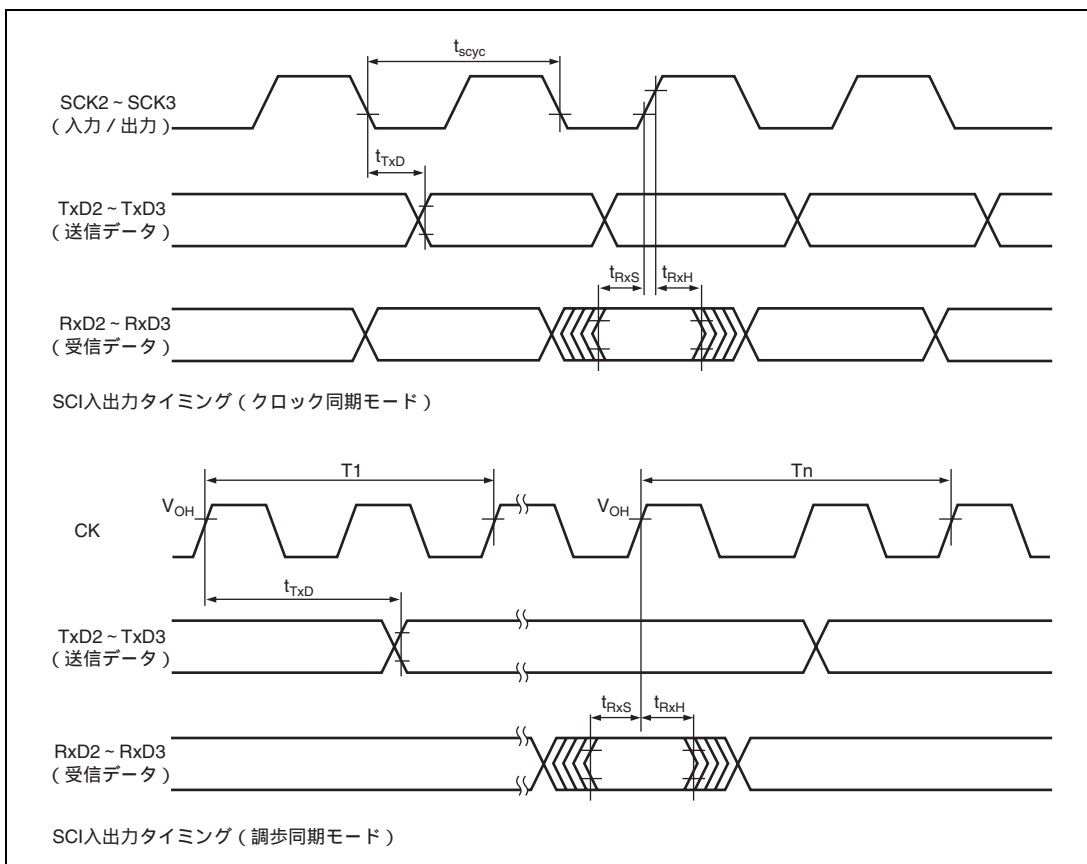 tscyc
SCK2 ~ SCK3
（入力 / 出力）
tTxD
TxD2 ~ TxD3
（送信データ）
tRxS
tRxH
RxD2 ~ RxD3
（受信データ）
SCI入出力タイミング（クロック同期モード）
T1
Tn
VOH
VOH
CK
tTxD
TxD2 ~ TxD3
（送信データ）
tRxS
tRxH
RxD2 ~ RxD3
（受信データ）
SCI入出力タイミング（調歩同期モード）